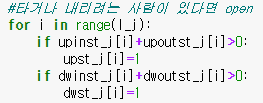 #타거나 내리려는 사람이 있다면 open
for i in range(l_j):
    if upinst_j[i]+upoutst_j[i]>0:
        upst_j[i]=1
    if dwinst_j[i]+dwoutst_j[i]>0:
        dwst_j[i]=1